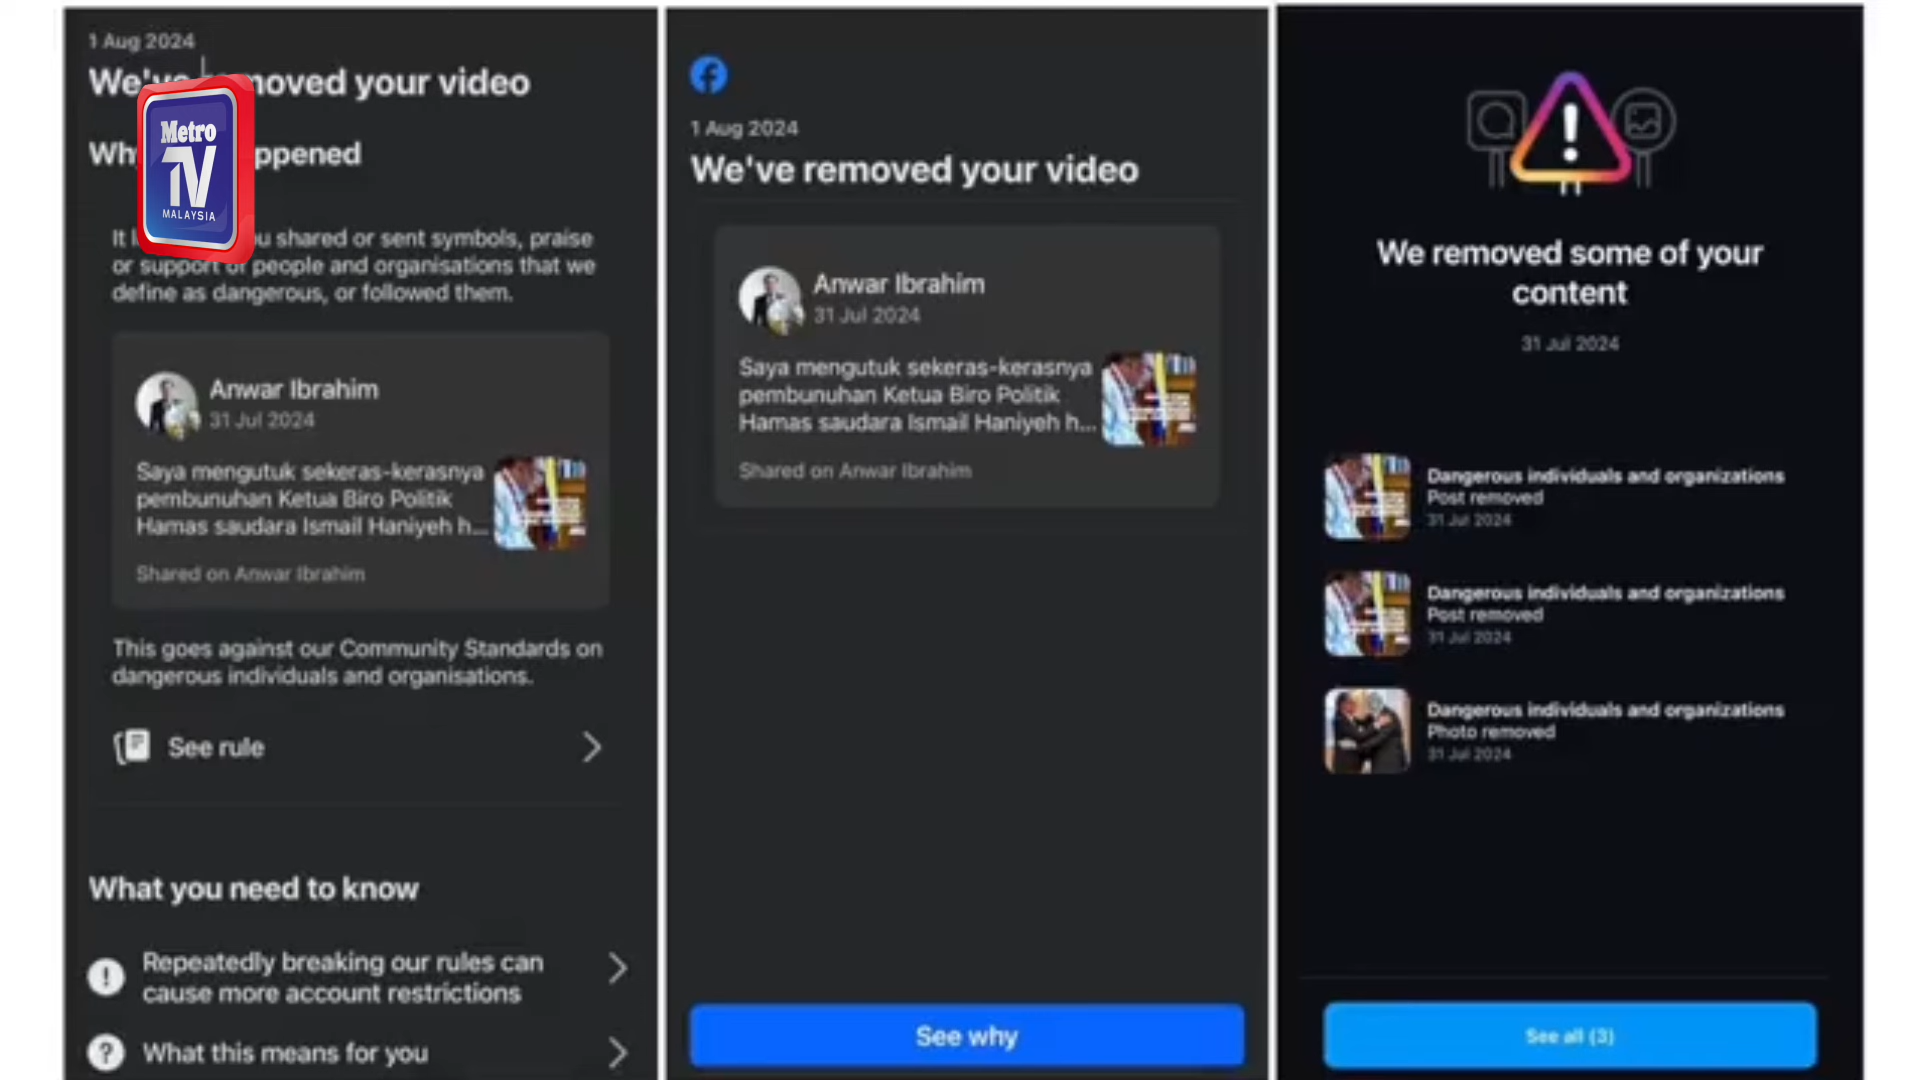 1 Aug 2024
We've removed your video
Why ppened
Metro
TV
MALAYSIA
It l u shared or sent symbols, praise
or support of people and organisations that we
define as dangerous, or followed them.
Anwar Ibrahim
31 Jul 2024
Saya mengutuk sekeras-kerasnya
pembunuhan Ketua Biro Politik
Hamas saudara Ismail Haniyeh h...
Shared on Anwar Ibrahim
This goes against our Community Standards on
dangerous individuals and organisations.
See rule
What you need to know
Repeatedly breaking our rules can
cause more account restrictions
What this means for you
1 Aug 2024
We've removed your video
Anwar Ibrahim
31 Jul 2024
Saya mengutuk sekeras-kerasnya
pembunuhan Ketua Biro Politik
Hamas saudara Ismail Haniyeh h...
Shared on Anwar Ibrahim
See why
We removed some of your
content
31 Jul 2024
Dangerous individuals and organizations
Post removed
31 Jul 2024
Dangerous individuals and organizations
Post removed
31 Jul 2024
Dangerous individuals and organizations
Photo removed
31 Jul 2024
See all (3)